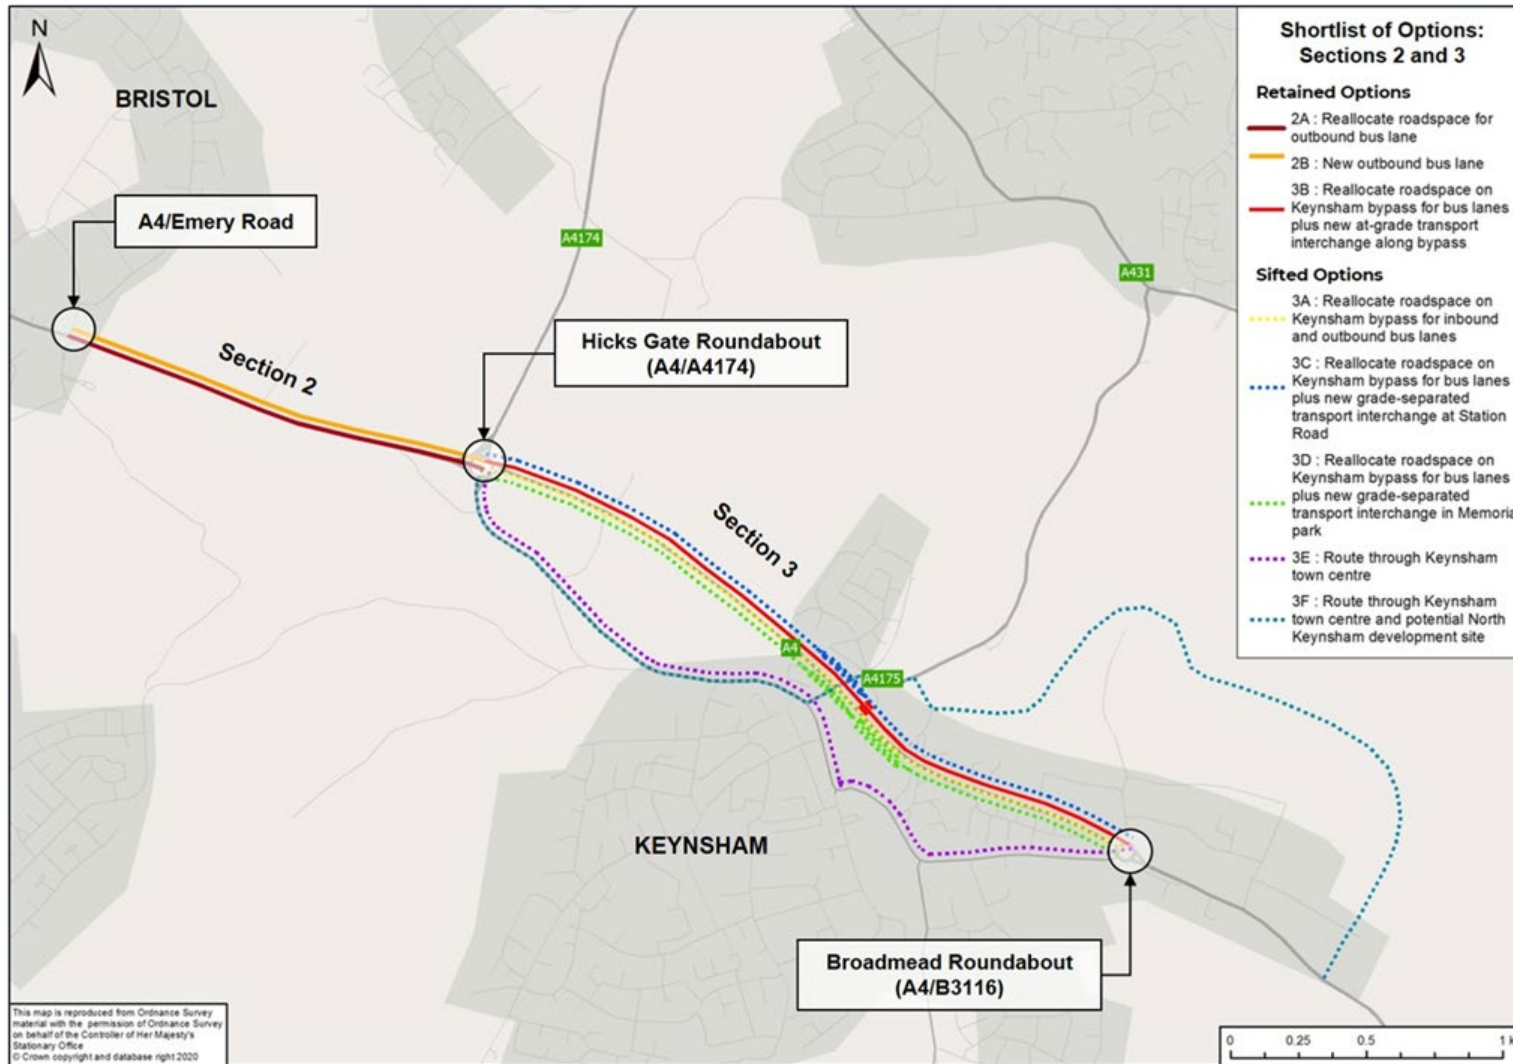 N
BRISTOL
A4/Emery Road
Section 2
A4174
Hicks Gate Roundabout
(A4/A4174)
A431
Section 3
A4
A4175
KEYNSHAM
Broadmead Roundabout
(A4/B3116)
Shortlist of Options:
Sections 2 and 3
Retained Options
2A : Reallocate roadspace for
outbound bus lane
2B : New outbound bus lane
3B : Reallocate roadspace on
Keynsham bypass for bus lanes
plus new at-grade transport
interchange along bypass
Sifted Options
3A : Reallocate roadspace on
Keynsham bypass for inbound
and outbound bus lanes
3C : Reallocate roadspace on
Keynsham bypass for bus lanes
plus new grade-separated
transport interchange at Station
Road
3D : Reallocate roadspace on
Keynsham bypass for bus lanes
plus new grade-separated
transport interchange in Memoria
park
3E : Route through Keynsham
town centre
3F : Route through Keynsham
town centre and potential North
Keynsham development site
This map is reproduced from Ordnance Survey
material with the permission of Ordnance Survey
on behalf of the Controller of Her Majesty's
Stationary Office
© Crown copyright and database right 2020
0 0.25 0.5 1 k